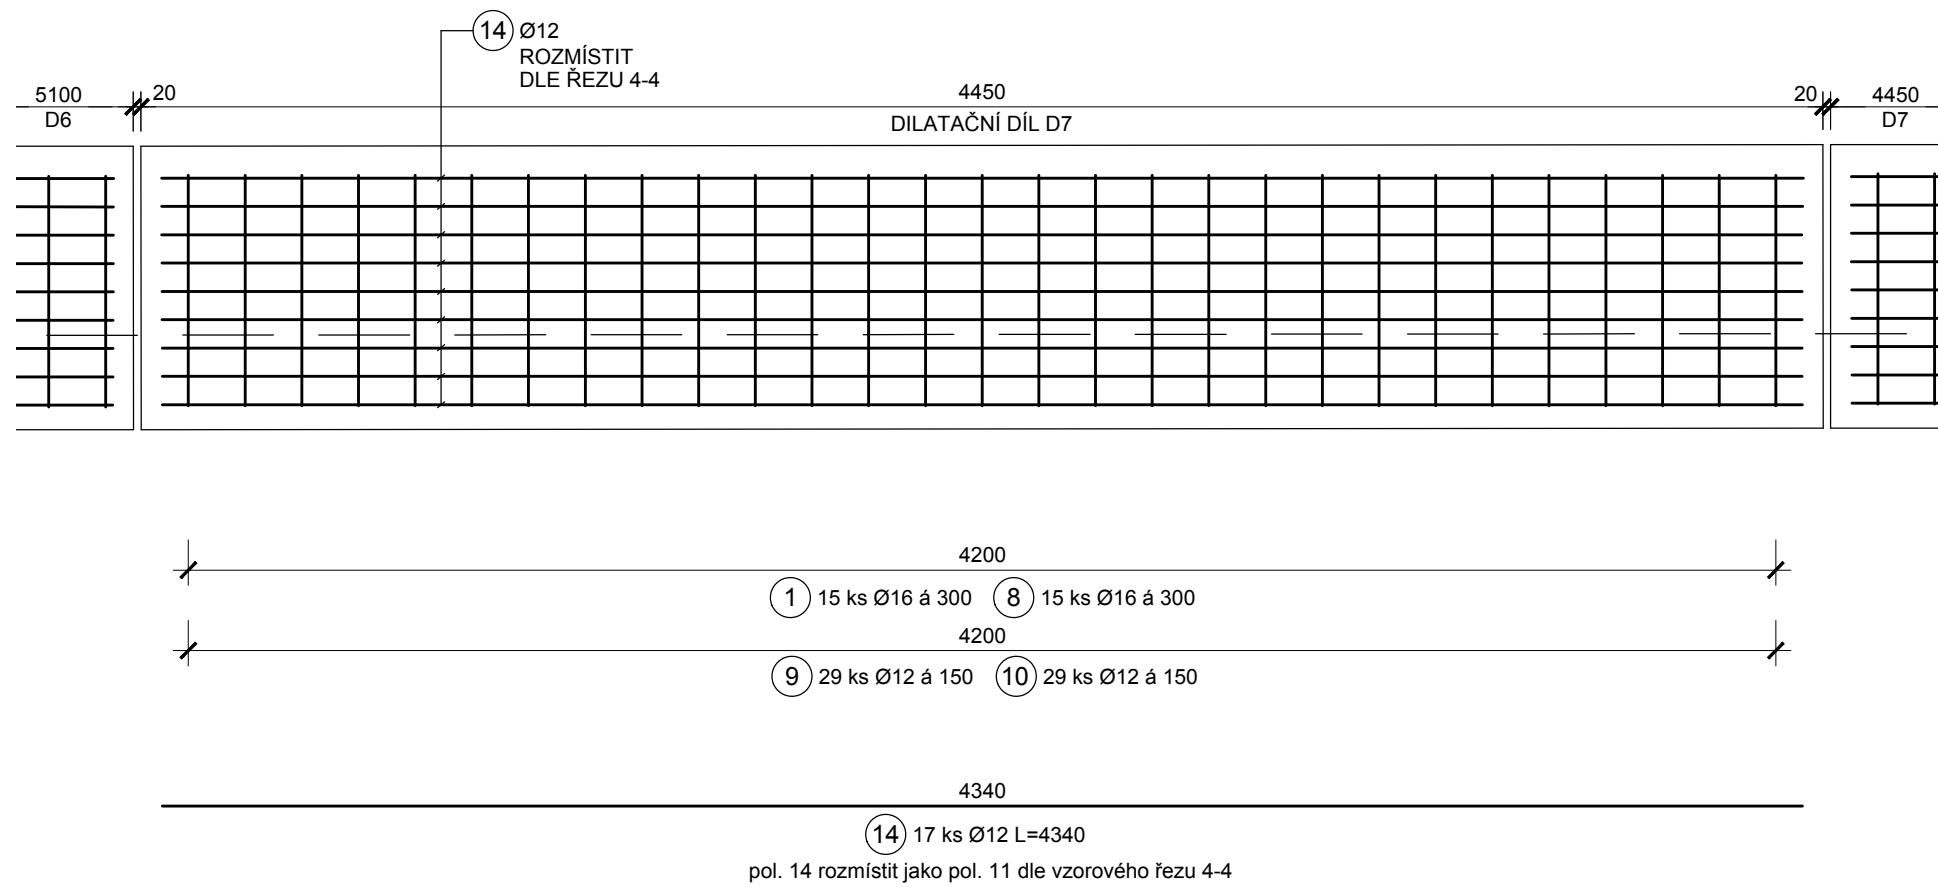 14 Ø12
ROZMÍSTIT
DLE ŘEZU 4-4
5100 20 4450 20 4450
D6 DILATAČNÍ DÍL D7 D7
4200
1 15 ks Ø16 á 300 8 15 ks Ø16 á 300
4200
9 29 ks Ø12 á 150 10 29 ks Ø12 á 150
4340
14 17 ks Ø12 L=4340
pol. 14 rozmístit jako pol. 11 dle vzorového řezu 4-4